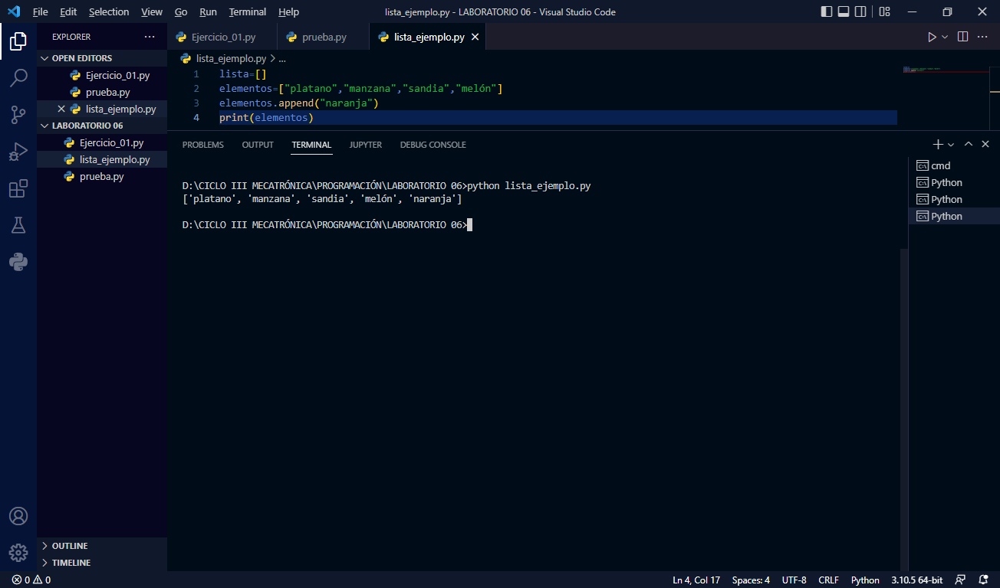 File Edit Selection View Go Run Terminal Help
lista_ejemplo.py - LABORATORIO 06 - Visual Studio Code
EXPLORER
OPEN EDITORS
Ejercicio_01.py
prueba.py
lista_ejemplo.py
LABORATORIO 06
Ejercicio_01.py
lista_ejemplo.py
prueba.py
OUTLINE
TIMELINE
Ejercicio_01.py prueba.py lista_ejemplo.py
lista_ejemplo.py > ...
1 lista=[]
2 elementos=["platano","manzana","sandia","melón"]
3 elementos.append("naranja")
4 print(elementos)
PROBLEMS OUTPUT TERMINAL JUPYTER DEBUG CONSOLE
D:\CICLO III MECATRÓNICA\PROGRAMACIÓN\LABORATORIO 06>python lista_ejemplo.py
['platano', 'manzana', 'sandia', 'melón', 'naranja']
D:\CICLO III MECATRÓNICA\PROGRAMACIÓN\LABORATORIO 06>
cmd
Python
Python
Python
0 0
Ln 4, Col 17 Spaces: 4 UTF-8 CRLF Python 3.10.5 64-bit